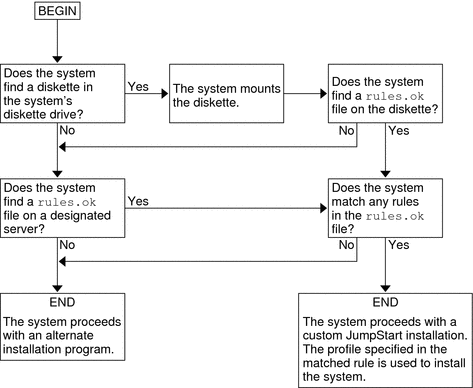 BEGIN
Does the system
find a diskette in
the system's
diskette drive?
Yes
The system mounts
the diskette.
Does the system
find a rules.ok
file on the diskette?
No
No
Yes
Does the system
find a rules.ok
file on a designated
server?
Yes
Does the system
match any rules
in the rules.ok
file?
No
No
Yes
END
The system proceeds
with an alternate
installation program.
END
The system proceeds with a
custom JumpStart installation.
The profile specified in the
matched rule is used to install
the system.